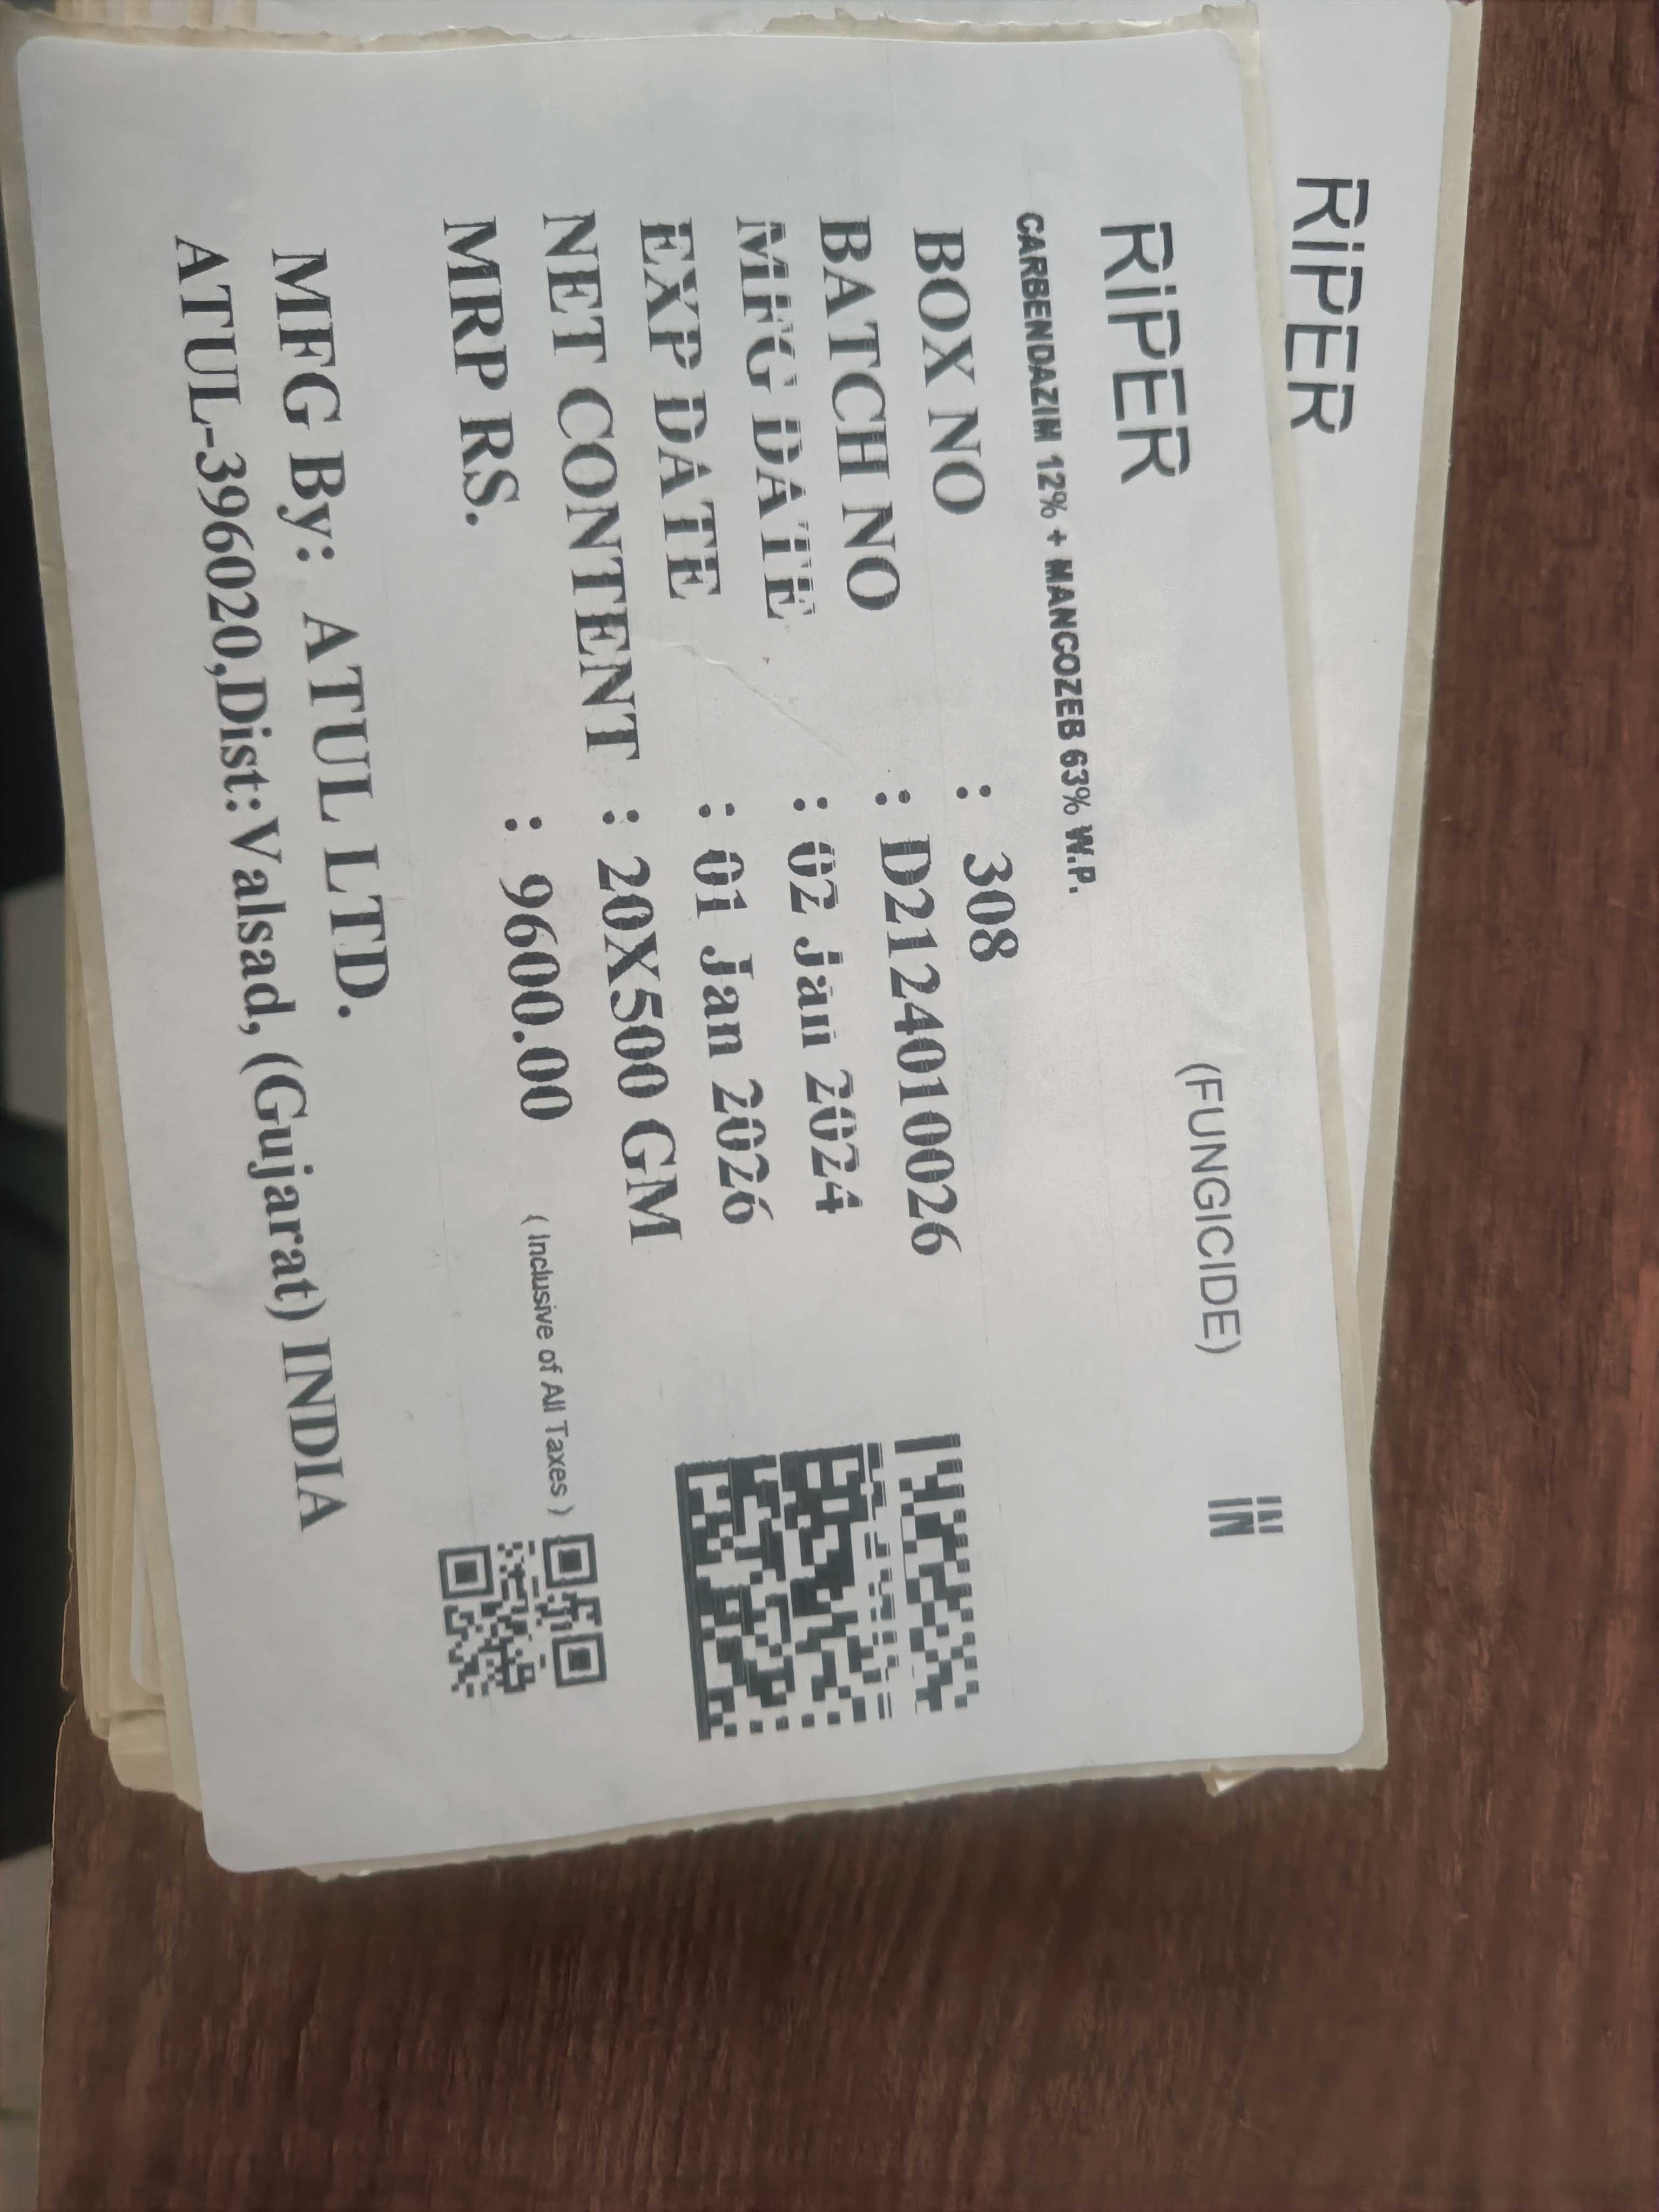 RiPER
RiPER
(FUNGICIDE)
IN
CARBENDAZIM 12% + MANCOZEB 63% W.P.
BOX NO : 308
BATCH NO : D2124010026
MFG DATE : 02 Jan 2024
EXP DATE : 01 Jan 2026
NET CONTENT : 20X500 GM
MRP RS. : 9600.00 ( Inclusive of All Taxes )
MFG By: ATUL LTD.
ATUL-396020,Dist:Valsad, (Gujarat) INDIA